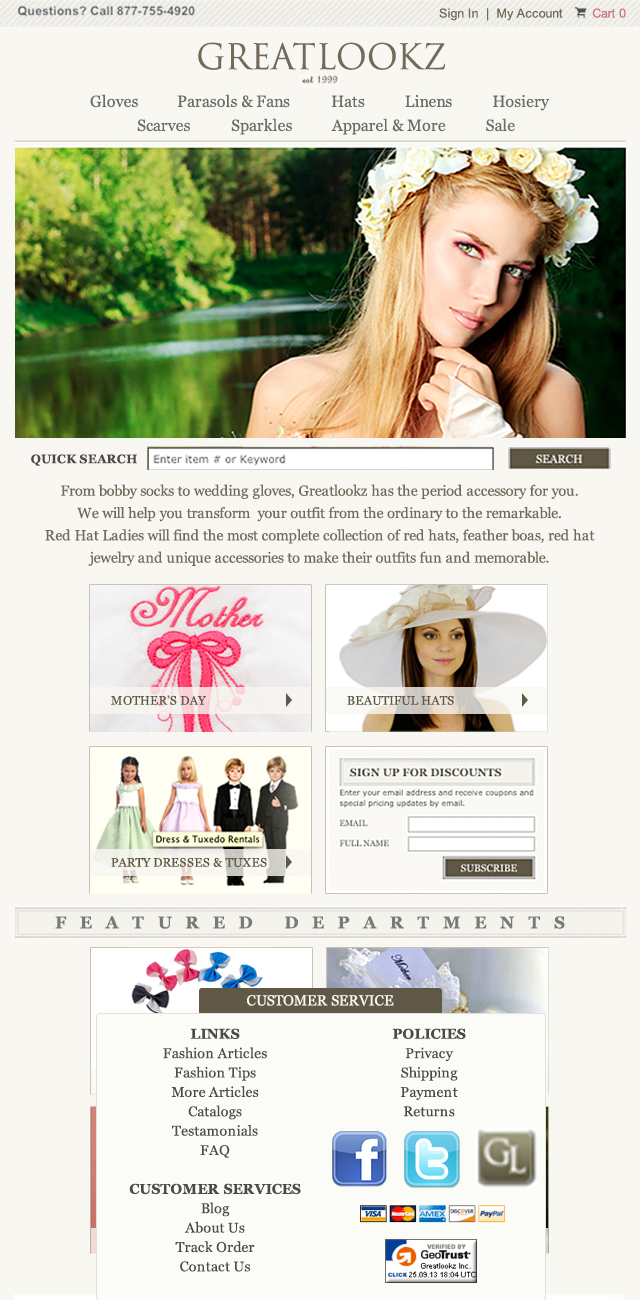 Questions? Call 877-755-4920
Sign In | My Account Cart 0
GREATLOOKZ
est 1999
Gloves Parasols & Fans Hats Linens Hosiery
Scarves Sparkles Apparel & More Sale
QUICK SEARCH Enter item # or Keyword SEARCH
From bobby socks to wedding gloves, Greatlookz has the period accessory for you.
We will help you transform your outfit from the ordinary to the remarkable.
Red Hat Ladies will find the most complete collection of red hats, feather boas, red hat
jewelry and unique accessories to make their outfits fun and memorable.
Mother
MOTHER'S DAY
BEAUTIFUL HATS
Dress & Tuxedo Rentals
PARTY DRESSES & TUXES
SIGN UP FOR DISCOUNTS
Enter your email address and receive coupons and
special pricing updates by email.
EMAIL
FULL NAME
SUBSCRIBE
FEATURED DEPARTMENTS
Mother
CUSTOMER SERVICE
LINKS
Fashion Articles
Fashion Tips
More Articles
Catalogs
Testamonials
FAQ
CUSTOMER SERVICES
Blog
About Us
Track Order
Contact Us
POLICIES
Privacy
Shipping
Payment
Returns
f t GL
VISA MasterCard AMEX DISCOVER PayPal
VERIFIED BY
GeoTrust
Greatlookz Inc.
CLICK 25.09.13 18:04 UTC